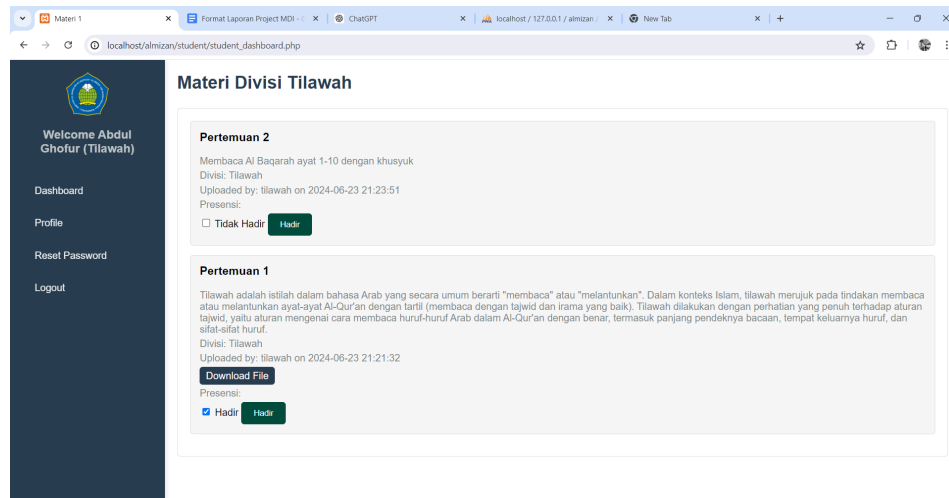 Materi 1
Format Laporan Project MDI - G
ChatGPT
localhost / 127.0.0.1 / almizan /
New Tab
localhost/almizan/student/student_dashboard.php
Welcome Abdul
Ghofur (Tilawah)
Dashboard
Profile
Reset Password
Logout
Materi Divisi Tilawah
Pertemuan 2
Membaca Al Baqarah ayat 1-10 dengan khusyuk
Divisi: Tilawah
Uploaded by: tilawah on 2024-06-23 21:23:51
Presensi:
Tidak Hadir Hadir
Pertemuan 1
Tilawah adalah istilah dalam bahasa Arab yang secara umum berarti "membaca" atau "melantunkan". Dalam konteks Islam, tilawah merujuk pada tindakan membaca
atau melantunkan ayat-ayat Al-Qur'an dengan tartil (membaca dengan tajwid dan irama yang baik). Tilawah dilakukan dengan perhatian yang penuh terhadap aturan
tajwid, yaitu aturan mengenai cara membaca huruf-huruf Arab dalam Al-Qur'an dengan benar, termasuk panjang pendeknya bacaan, tempat keluarnya huruf, dan
sifat-sifat huruf.
Divisi: Tilawah
Uploaded by: tilawah on 2024-06-23 21:21:32
Download File
Presensi:
Hadir Hadir